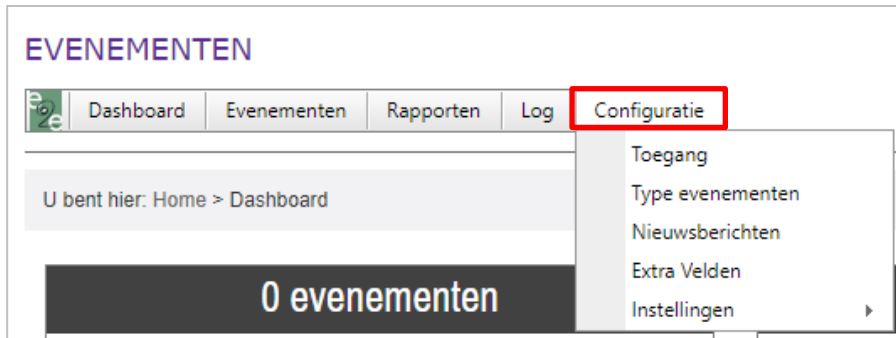 EVENEMENTEN
e2e Dashboard Evenementen Rapporten Log Configuratie
Toegang
U bent hier: Home > Dashboard
Type evenementen
Nieuwsberichten
Extra Velden
0 evenementen
Instellingen